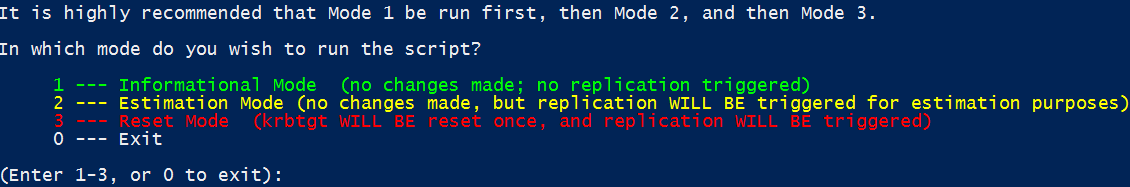 It is highly recommended that Mode 1 be run first, then Mode 2, and then Mode 3.
In which mode do you wish to run the script?
1 --- Informational Mode  (no changes made; no replication triggered)
2 --- Estimation Mode (no changes made, but replication WILL BE triggered for estimation purposes)
3 --- Reset Mode  (krbtgt WILL BE reset once, and replication WILL BE triggered)
0 --- Exit
(Enter 1-3, or 0 to exit):